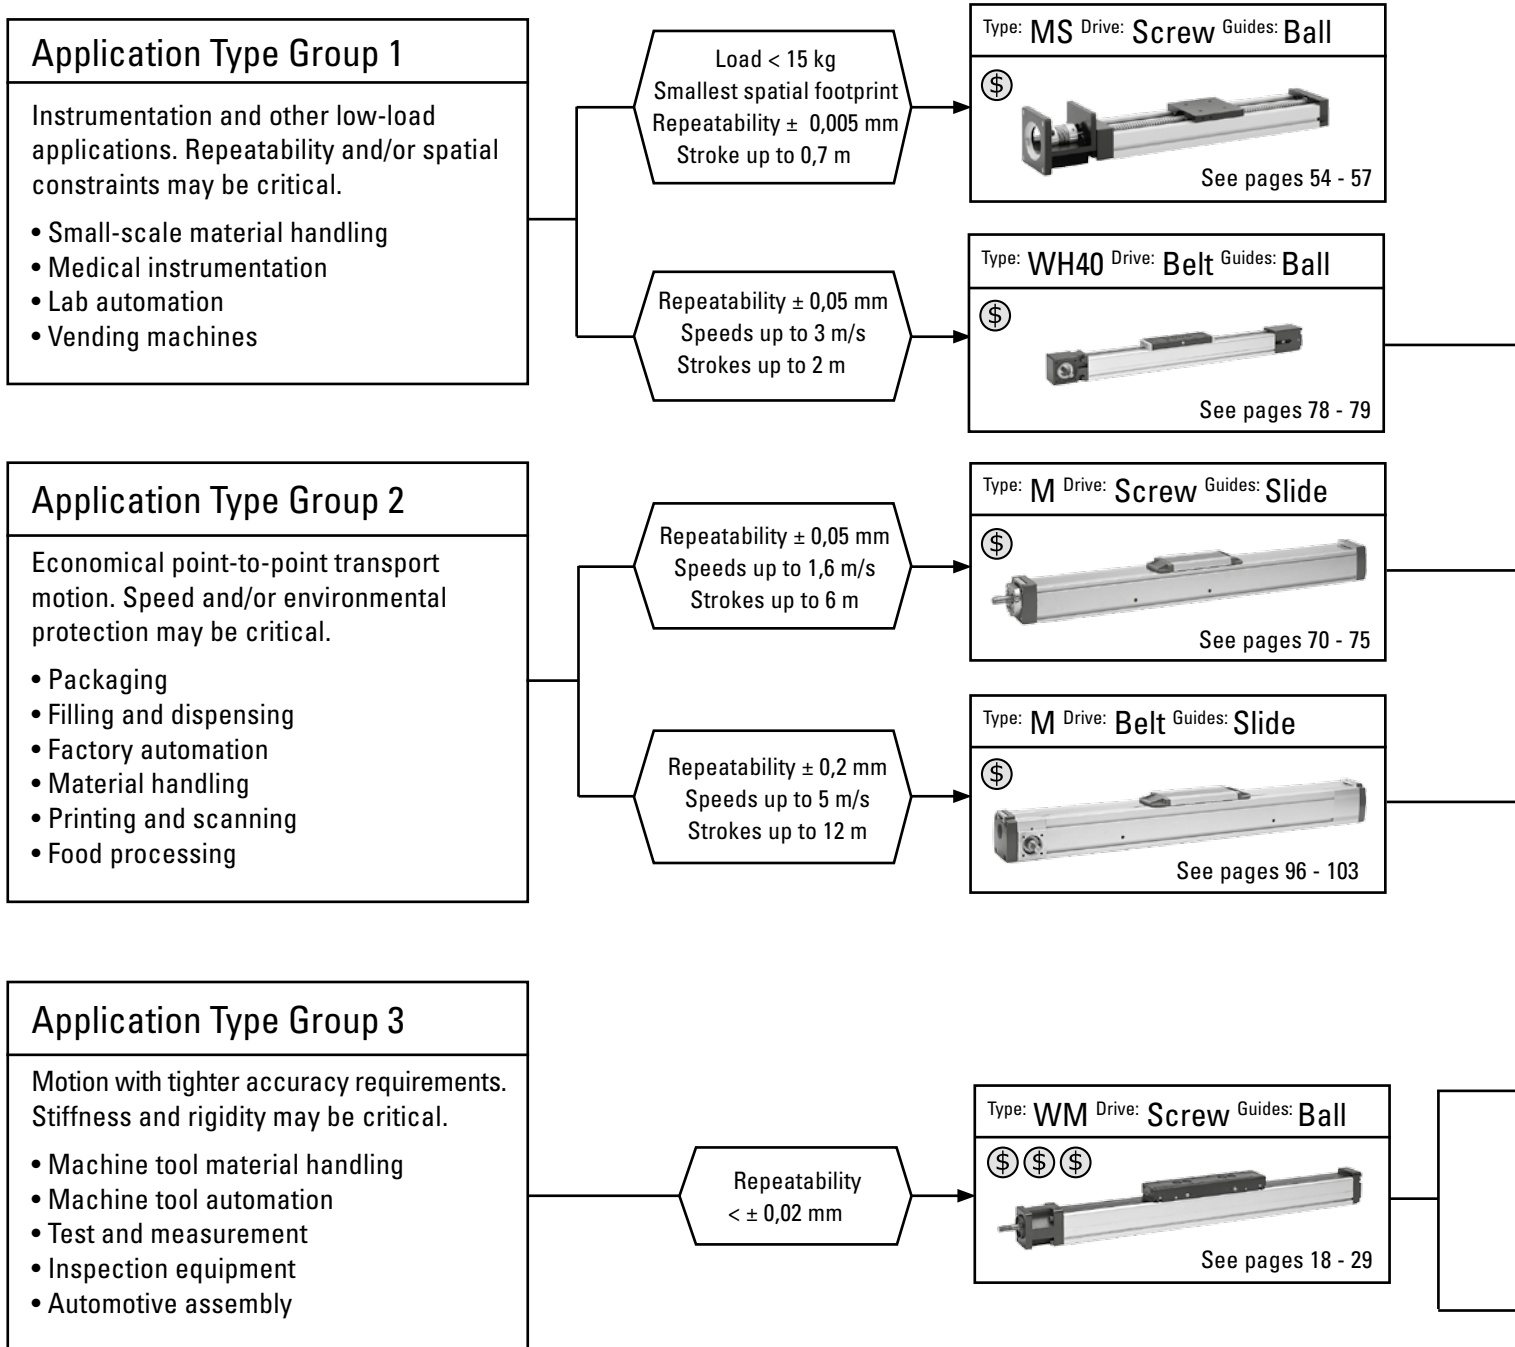 Application Type Group 1
Instrumentation and other low-load
applications. Repeatability and/or spatial
constraints may be critical.
• Small-scale material handling
• Medical instrumentation
• Lab automation
• Vending machines
Load < 15 kg
Smallest spatial footprint
Repeatability ± 0,005 mm
Stroke up to 0,7 m
Type: MS Drive: Screw Guides: Ball
$
See pages 54 - 57
Repeatability ± 0,05 mm
Speeds up to 3 m/s
Strokes up to 2 m
Type: WH40 Drive: Belt Guides: Ball
$
See pages 78 - 79
Application Type Group 2
Economical point-to-point transport
motion. Speed and/or environmental
protection may be critical.
• Packaging
• Filling and dispensing
• Factory automation
• Material handling
• Printing and scanning
• Food processing
Repeatability ± 0,05 mm
Speeds up to 1,6 m/s
Strokes up to 6 m
Type: M Drive: Screw Guides: Slide
$
See pages 70 - 75
Repeatability ± 0,2 mm
Speeds up to 5 m/s
Strokes up to 12 m
Type: M Drive: Belt Guides: Slide
$
See pages 96 - 103
Application Type Group 3
Motion with tighter accuracy requirements.
Stiffness and rigidity may be critical.
• Machine tool material handling
• Machine tool automation
• Test and measurement
• Inspection equipment
• Automotive assembly
Repeatability
< ± 0,02 mm
Type: WM Drive: Screw Guides: Ball
$ $ $
See pages 18 - 29